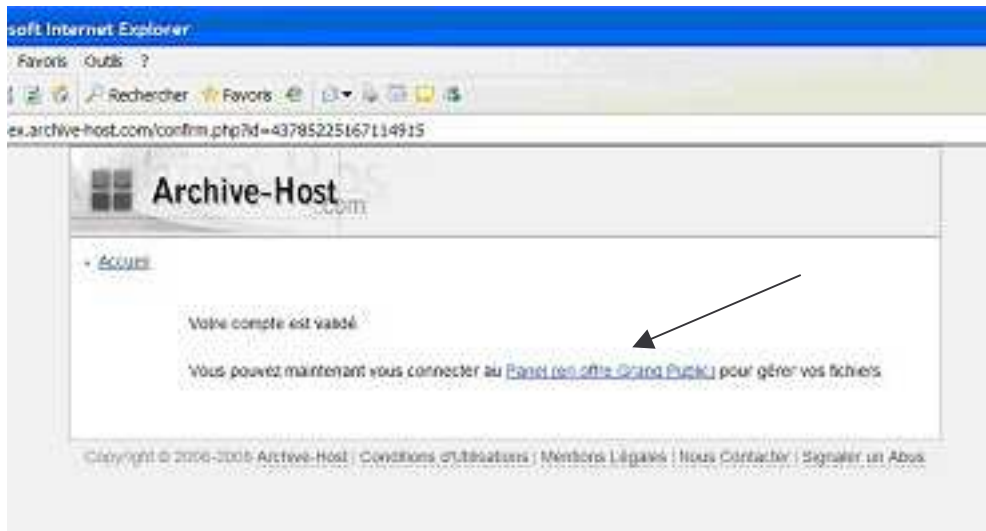 soft Internet Explorer
Favoris Outils ?
Rechercher Favoris
ex.archive-host.com/confirm.php?id=43785225167114915
Archive-Host
.com
Accueil
Votre compte est validé
Vous pouvez maintenant vous connecter au Panel (en offre Grand Public) pour gérer vos fichiers
Copyright © 2006-2008 Archive-Host | Conditions d'Utilisations | Mentions Légales | Nous Contacter | Signaler un Abus